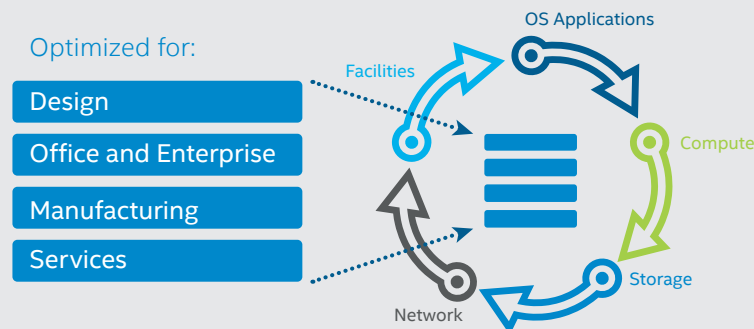 Optimized for:
Design
Office and Enterprise
Manufacturing
Services
OS Applications
Facilities
Compute
Storage
Network